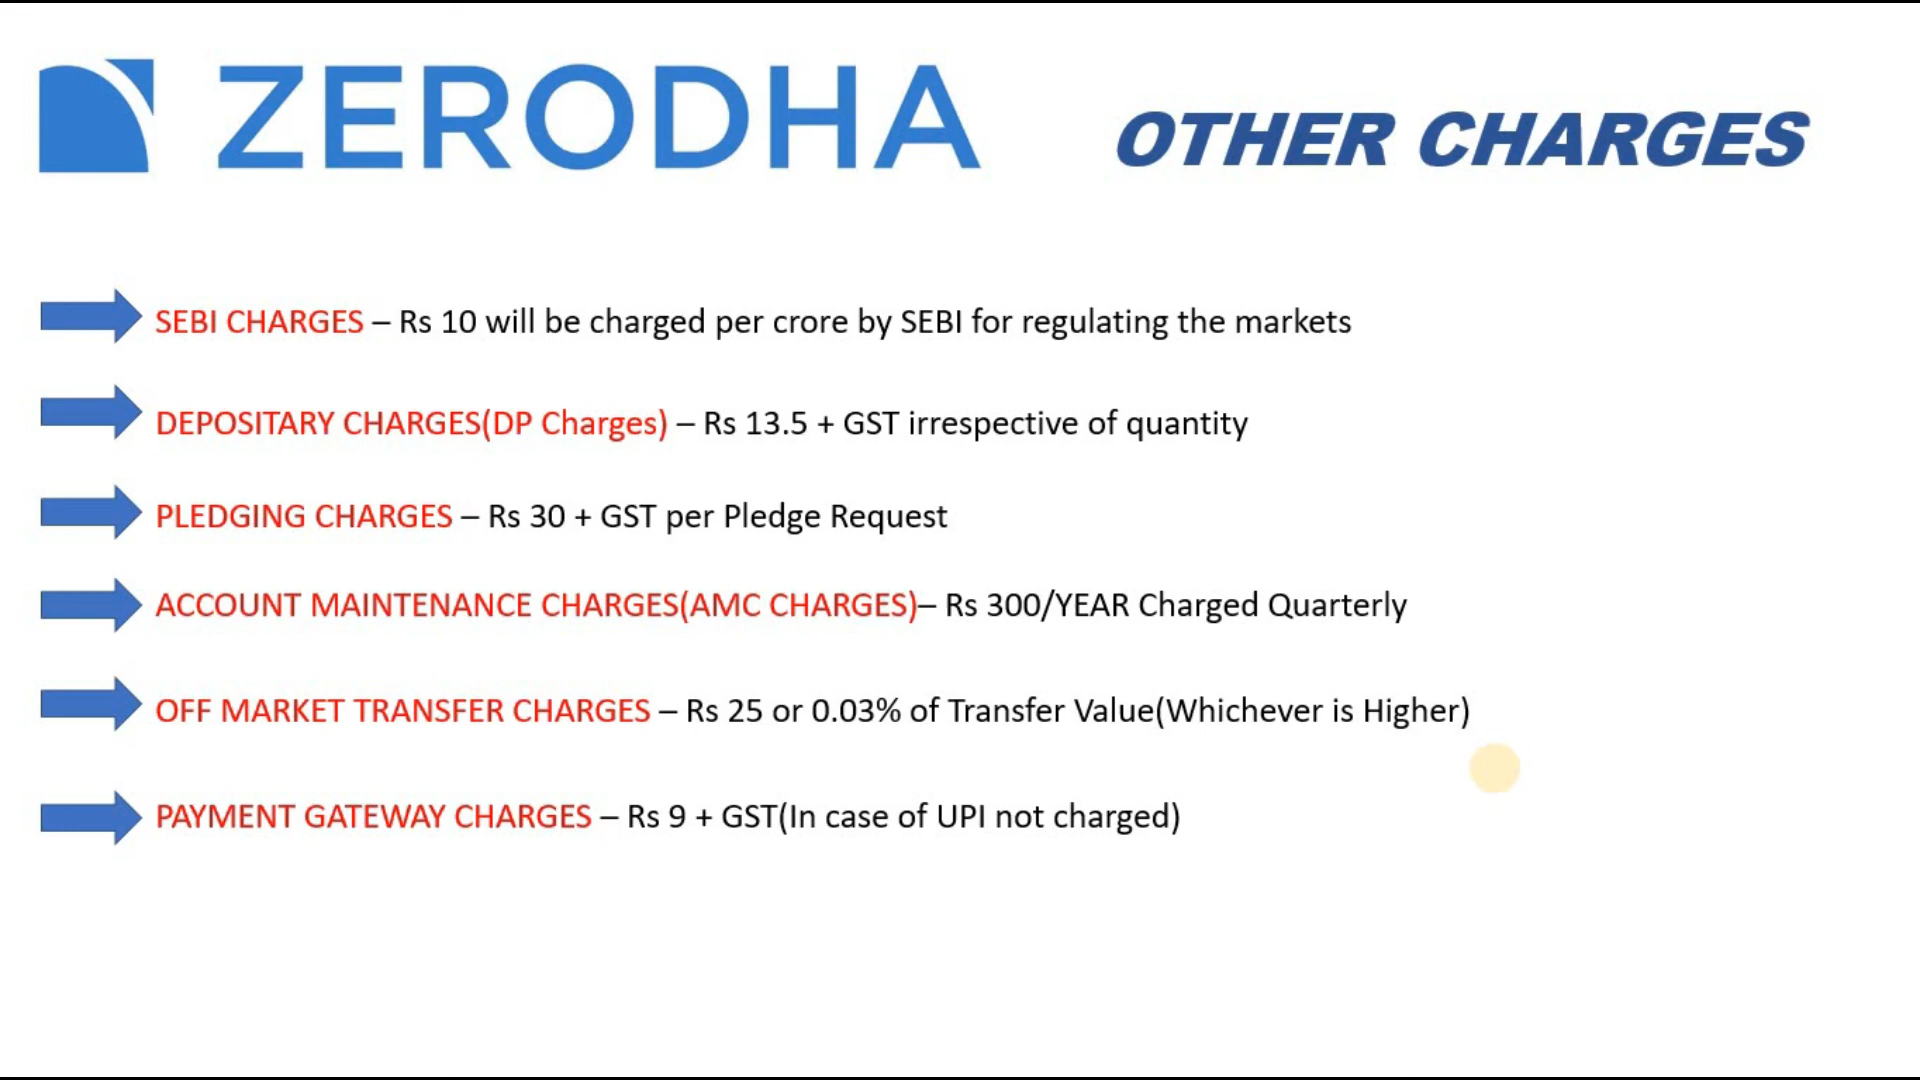 ZERODHA OTHER CHARGES
SEBI CHARGES – Rs 10 will be charged per crore by SEBI for regulating the markets
DEPOSITARY CHARGES(DP Charges) – Rs 13.5 + GST irrespective of quantity
PLEDGING CHARGES – Rs 30 + GST per Pledge Request
ACCOUNT MAINTENANCE CHARGES(AMC CHARGES)– Rs 300/YEAR Charged Quarterly
OFF MARKET TRANSFER CHARGES – Rs 25 or 0.03% of Transfer Value(Whichever is Higher)
PAYMENT GATEWAY CHARGES – Rs 9 + GST(In case of UPI not charged)